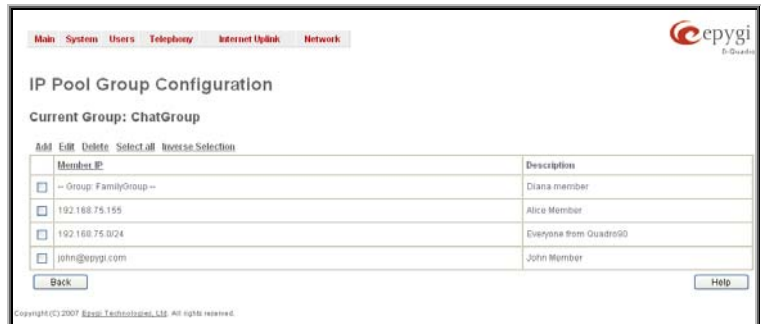 Main System Users Telephony Internet Uplink Network
epygi
IP Pool Group Configuration
Current Group: ChatGroup
Add Edit Delete Select all Inverse Selection
Member IP Description
-- Group: FamilyGroup -- Diana member
192.168.75.155 Alice Member
192.168.75.0/24 Everyone from Quadro90
john@epygi.com John Member
Back Help
Copyright (C) 2007 Epygi Technologies, Ltd. All rights reserved.